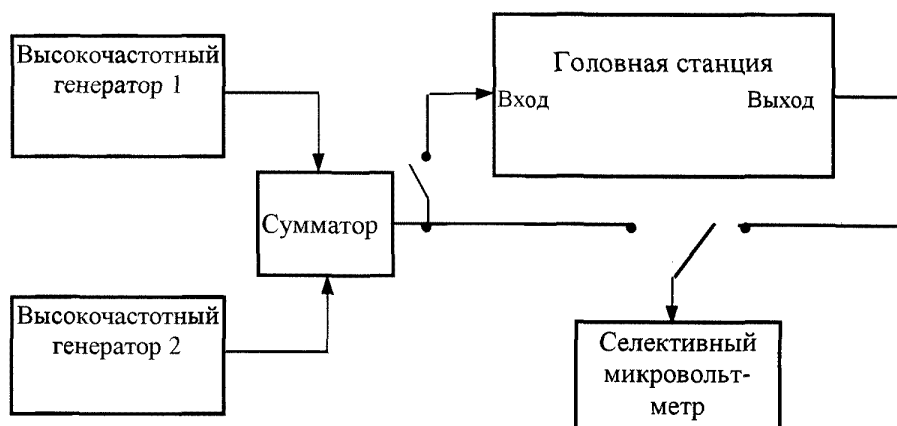 Высокочастотный
генератор 1
Головная станция
Вход
Выход
Сумматор
Высокочастотный
генератор 2
Селективный
микровольт-
метр